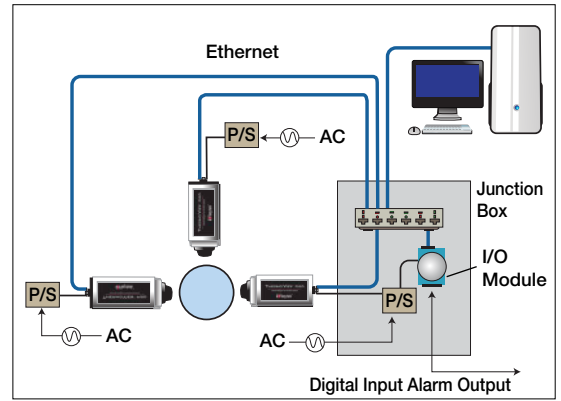 Ethernet
P/S
AC
Junction
Box
I/O
Module
P/S
P/S
AC
AC
Digital Input Alarm Output